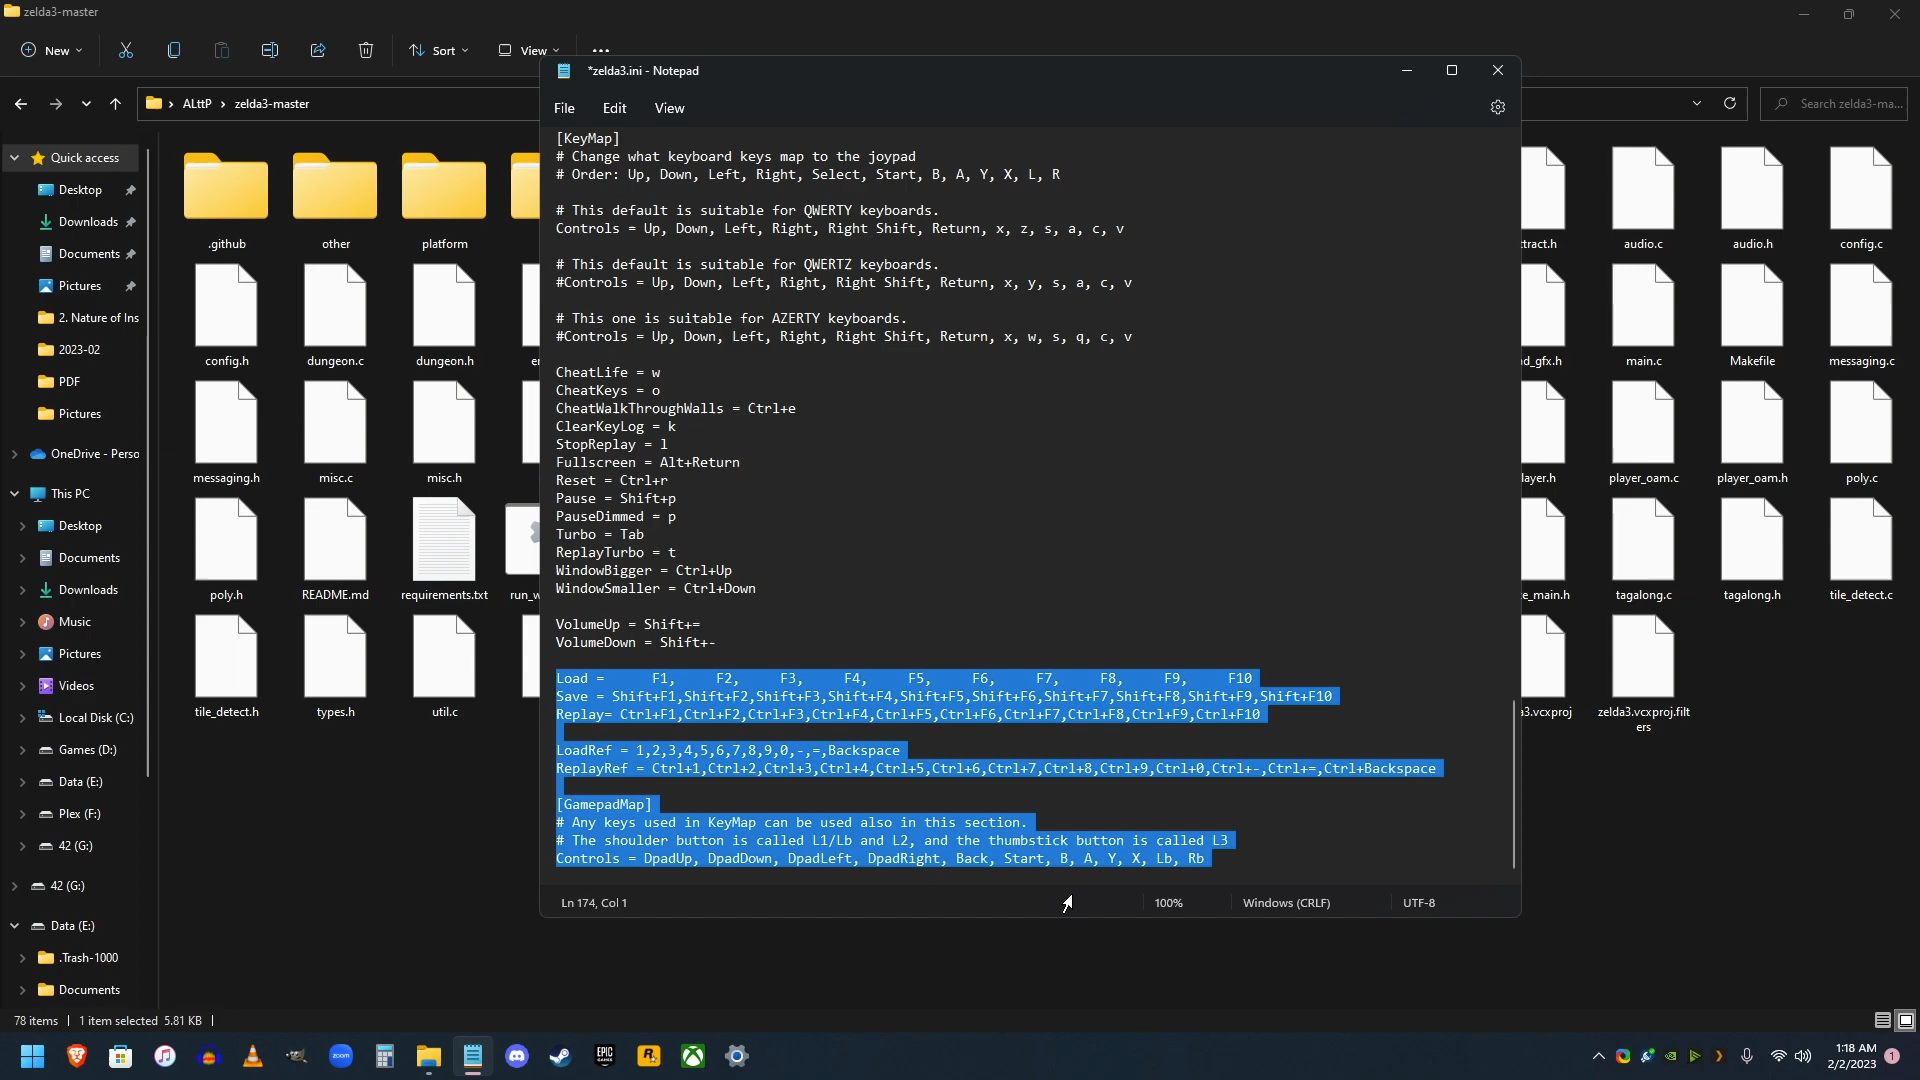 zelda3-master
New
Sort
View
ALttP > zelda3-master
Search zelda3-ma...
*zelda3.ini - Notepad
File Edit View
[KeyMap]
# Change what keyboard keys map to the joypad
# Order: Up, Down, Left, Right, Select, Start, B, A, Y, X, L, R
# This default is suitable for QWERTY keyboards.
Controls = Up, Down, Left, Right, Right Shift, Return, x, z, s, a, c, v
# This default is suitable for QWERTZ keyboards.
#Controls = Up, Down, Left, Right, Right Shift, Return, x, y, s, a, c, v
# This one is suitable for AZERTY keyboards.
#Controls = Up, Down, Left, Right, Right Shift, Return, x, w, s, q, c, v
CheatLife = w
CheatKeys = o
CheatWalkThroughWalls = Ctrl+e
ClearKeyLog = k
StopReplay = l
Fullscreen = Alt+Return
Reset = Ctrl+r
Pause = Shift+p
PauseDimmed = p
Turbo = Tab
ReplayTurbo = t
WindowBigger = Ctrl+Up
WindowSmaller = Ctrl+Down
VolumeUp = Shift+=
VolumeDown = Shift+-
Load = F1, F2, F3, F4, F5, F6, F7, F8, F9, F10
Save = Shift+F1,Shift+F2,Shift+F3,Shift+F4,Shift+F5,Shift+F6,Shift+F7,Shift+F8,Shift+F9,Shift+F10
Replay= Ctrl+F1,Ctrl+F2,Ctrl+F3,Ctrl+F4,Ctrl+F5,Ctrl+F6,Ctrl+F7,Ctrl+F8,Ctrl+F9,Ctrl+F10
LoadRef = 1,2,3,4,5,6,7,8,9,0,-,=,Backspace
ReplayRef = Ctrl+1,Ctrl+2,Ctrl+3,Ctrl+4,Ctrl+5,Ctrl+6,Ctrl+7,Ctrl+8,Ctrl+9,Ctrl+0,Ctrl+-,Ctrl+=,Ctrl+Backspace
[GamepadMap]
# Any keys used in KeyMap can be used also in this section.
# The shoulder button is called L1/Lb and L2, and the thumbstick button is called L3
Controls = DpadUp, DpadDown, DpadLeft, DpadRight, Back, Start, B, A, Y, X, Lb, Rb
Ln 174, Col 1
100%
Windows (CRLF)
UTF-8
Quick access
Desktop
Downloads
Documents
Pictures
2. Nature of Ins
2023-02
PDF
Pictures
OneDrive - Perso
This PC
Desktop
Documents
Downloads
Music
Pictures
Videos
Local Disk (C:)
Games (D:)
Data (E:)
Plex (F:)
42 (G:)
42 (G:)
Data (E:)
.Trash-1000
Documents
.github
other
platform
tract.h
audio.c
audio.h
config.c
config.h
dungeon.c
dungeon.h
er
d_gfx.h
main.c
Makefile
messaging.c
messaging.h
misc.c
misc.h
layer.h
player_oam.c
player_oam.h
poly.c
poly.h
README.md
requirements.txt
run_w
e_main.h
tagalong.c
tagalong.h
tile_detect.c
tile_detect.h
types.h
util.c
a3.vcxproj
zelda3.vcxproj.filt
ers
78 items
1 item selected 5.81 KB
zoom
EPIC
GAMES
R
1:18 AM
2/2/2023
1